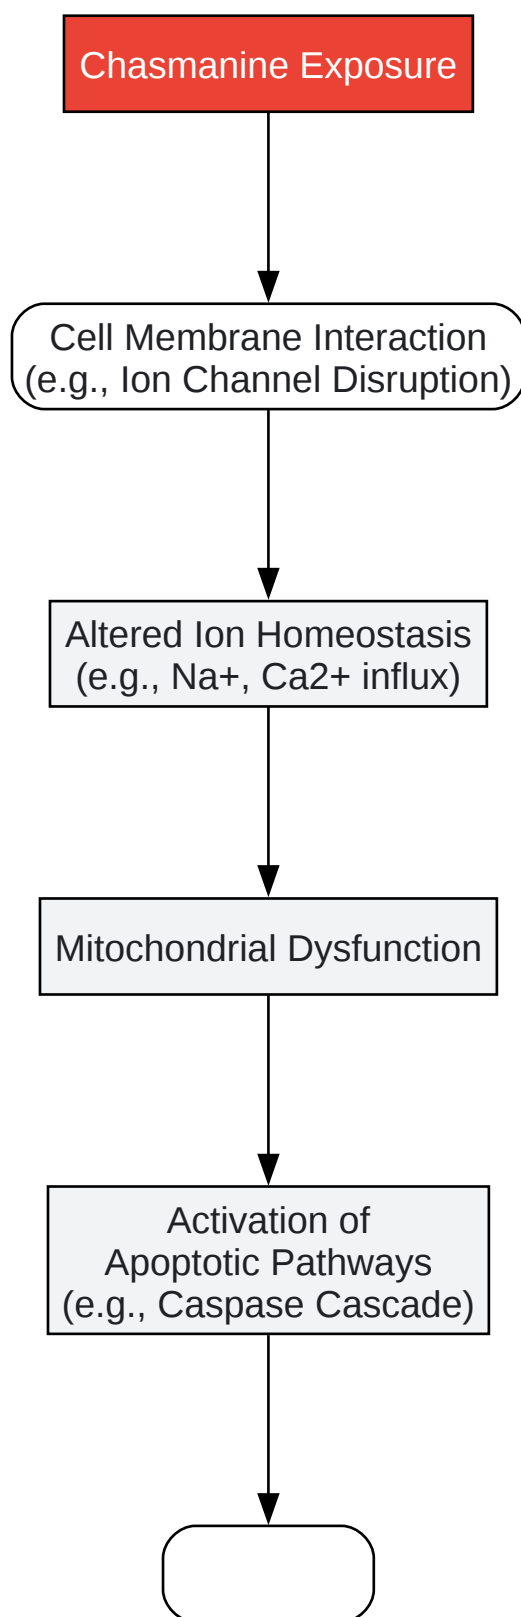 Chasmanine Exposure
Cell Membrane Interaction
(e.g., Ion Channel Disruption)
Altered Ion Homeostasis
(e.g., Na+, Ca2+ influx)
Mitochondrial Dysfunction
Activation of
Apoptotic Pathways
(e.g., Caspase Cascade)